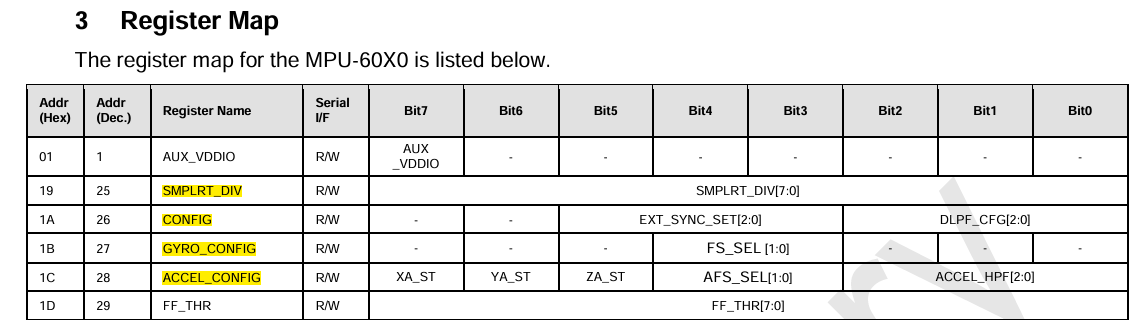 3 Register Map
The register map for the MPU-60X0 is listed below.
Addr (Hex) Addr (Dec.) Register Name Serial I/F Bit7 Bit6 Bit5 Bit4 Bit3 Bit2 Bit1 Bit0
01 1 AUX_VDDIO R/W AUX _VDDIO - - - - - - -
19 25 SMPLRT_DIV R/W SMPLRT_DIV[7:0]
1A 26 CONFIG R/W - - EXT_SYNC_SET[2:0] DLPF_CFG[2:0]
1B 27 GYRO_CONFIG R/W - - - FS_SEL [1:0] - - -
1C 28 ACCEL_CONFIG R/W XA_ST YA_ST ZA_ST AFS_SEL[1:0] ACCEL_HPF[2:0]
1D 29 FF_THR R/W FF_THR[7:0]